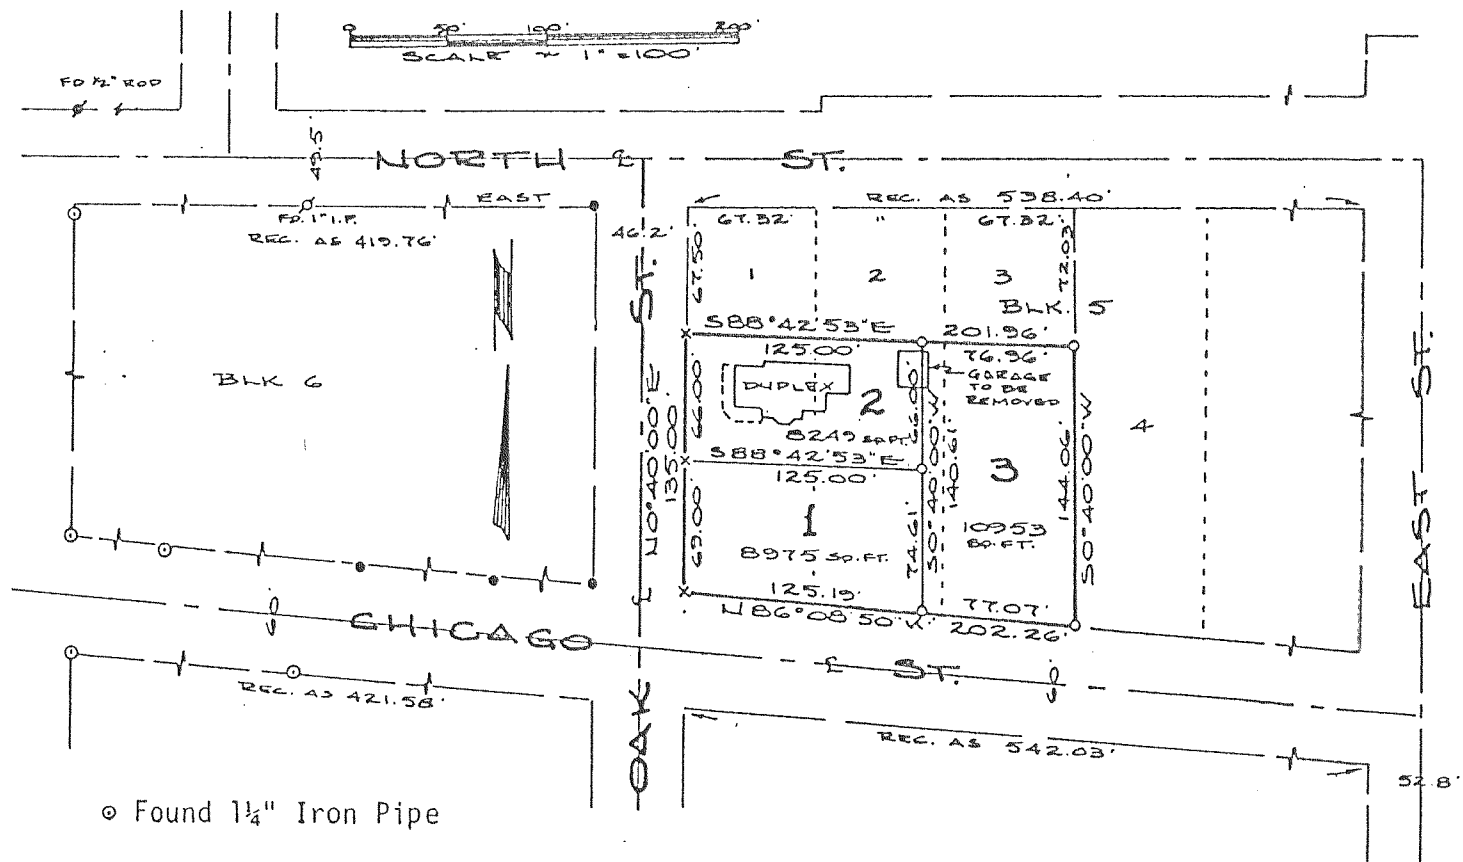 0 50' 100' 200'
SCALE ~ 1" = 100'
FD ½" ROD
49.5'
NORTH ℄ ST.
EAST
FD. 1" I.P.
REC. AS 419.76'
REC. AS 538.40'
67.32' " 67.32'
46.2'
67.50'
1 2 3
72.03'
BLK. 5
OAK ST.
EAST ST.
S88°42'53"E 201.96'
125.00' 76.96'
GARAGE
TO BE
REMOVED
DUPLEX
2
8249 SQ.FT.
66.00'
66.00'
BLK 6
N0°40'00"E
135.00'
S88°42'53"E
125.00'
S0°40'00"W
140.61'
3
10953
SQ.FT.
144.06'
S0°40'00"W
4
1
8975 SQ.FT.
69.00'
74.61'
125.19' 77.07'
N86°08'50"W 202.26'
CHICAGO ℄ ST.
REC. AS 421.58'
REC. AS 542.03'
52.8'
⊙ Found 1¼" Iron Pipe